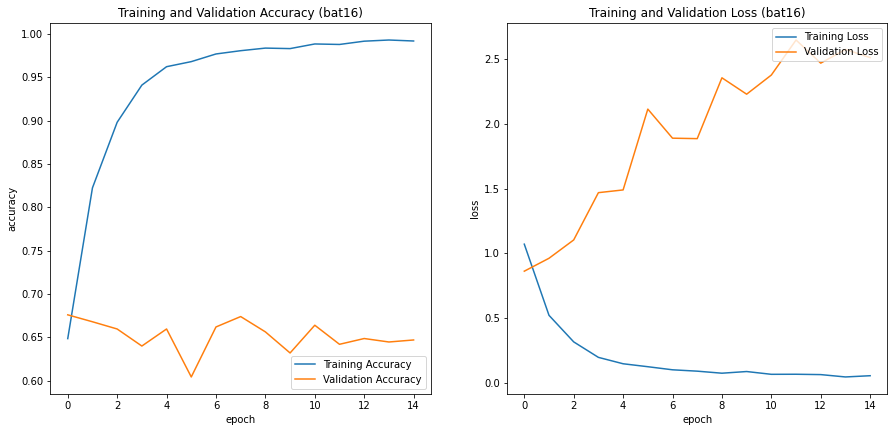 Training and Validation Accuracy (bat16)
1.00
0.95
0.90
0.85
0.80
0.75
0.70
0.65
0.60
accuracy
Training Accuracy
Validation Accuracy
0 2 4 6 8 10 12 14
epoch
Training and Validation Loss (bat16)
2.5
2.0
1.5
1.0
0.5
0.0
loss
Training Loss
Validation Loss
0 2 4 6 8 10 12 14
epoch